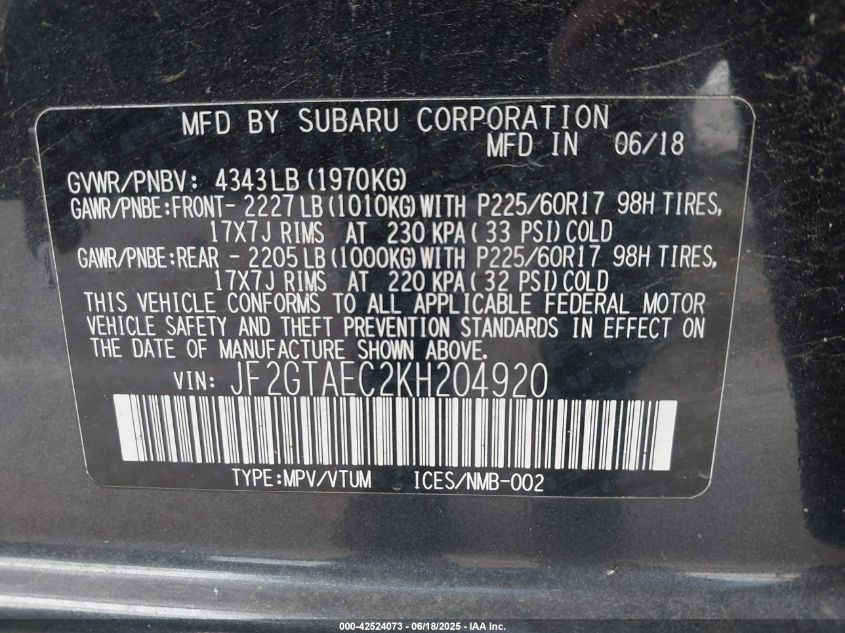 MFD BY SUBARU CORPORATION
MFD IN 06/18
GVWR/PNBV: 4343LB (1970KG)
GAWR/PNBE:FRONT- 2227 LB (1010KG) WITH P225/60R17 98H TIRES,
17X7J RIMS AT 230 KPA (33 PSI) COLD
GAWR/PNBE:REAR - 2205 LB (1000KG) WITH P225/60R17 98H TIRES,
17X7J RIMS AT 220 KPA (32 PSI) COLD
THIS VEHICLE CONFORMS TO ALL APPLICABLE FEDERAL MOTOR
VEHICLE SAFETY AND THEFT PREVENTION STANDARDS IN EFFECT ON
THE DATE OF MANUFACTURE SHOWN ABOVE.
VIN: JF2GTAEC2KH204920
TYPE:MPV/VTUM ICES/NMB-002
000-42524073 - 06/18/2025 - IAA Inc.